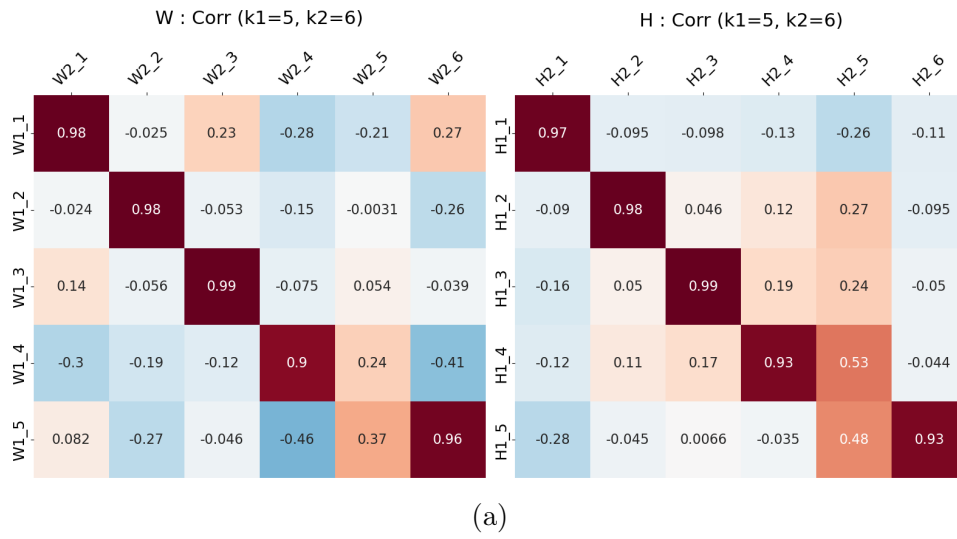 W : Corr (k1=5, k2=6)
W2_1 W2_2 W2_3 W2_4 W2_5 W2_6
W1_1 0.98 -0.025 0.23 -0.28 -0.21 0.27
W1_2 -0.024 0.98 -0.053 -0.15 -0.0031 -0.26
W1_3 0.14 -0.056 0.99 -0.075 0.054 -0.039
W1_4 -0.3 -0.19 -0.12 0.9 0.24 -0.41
W1_5 0.082 -0.27 -0.046 -0.46 0.37 0.96
H : Corr (k1=5, k2=6)
H2_1 H2_2 H2_3 H2_4 H2_5 H2_6
H1_1 0.97 -0.095 -0.098 -0.13 -0.26 -0.11
H1_2 -0.09 0.98 0.046 0.12 0.27 -0.095
H1_3 -0.16 0.05 0.99 0.19 0.24 -0.05
H1_4 -0.12 0.11 0.17 0.93 0.53 -0.044
H1_5 -0.28 -0.045 0.0066 -0.035 0.48 0.93
(a)